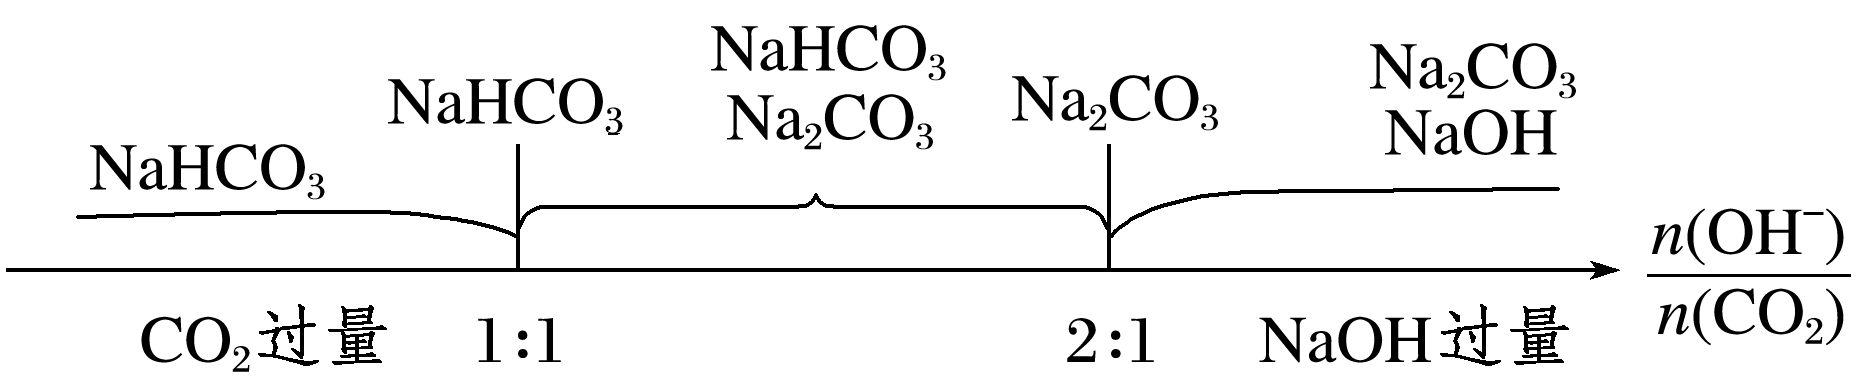 NaHCO₃
NaHCO₃
NaHCO₃
Na₂CO₃
Na₂CO₃
Na₂CO₃
NaOH
n(OH⁻)
n(CO₂)
CO₂过量
1∶1
2∶1
NaOH过量